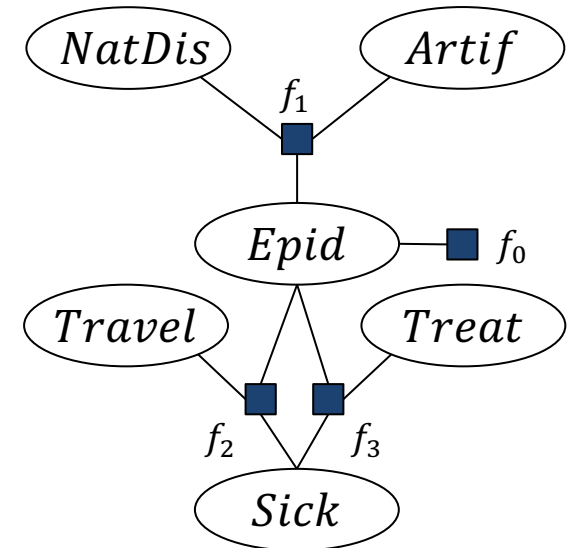 NatDis Artif
f₁
Epid f₀
Travel Treat
f₂ f₃
Sick